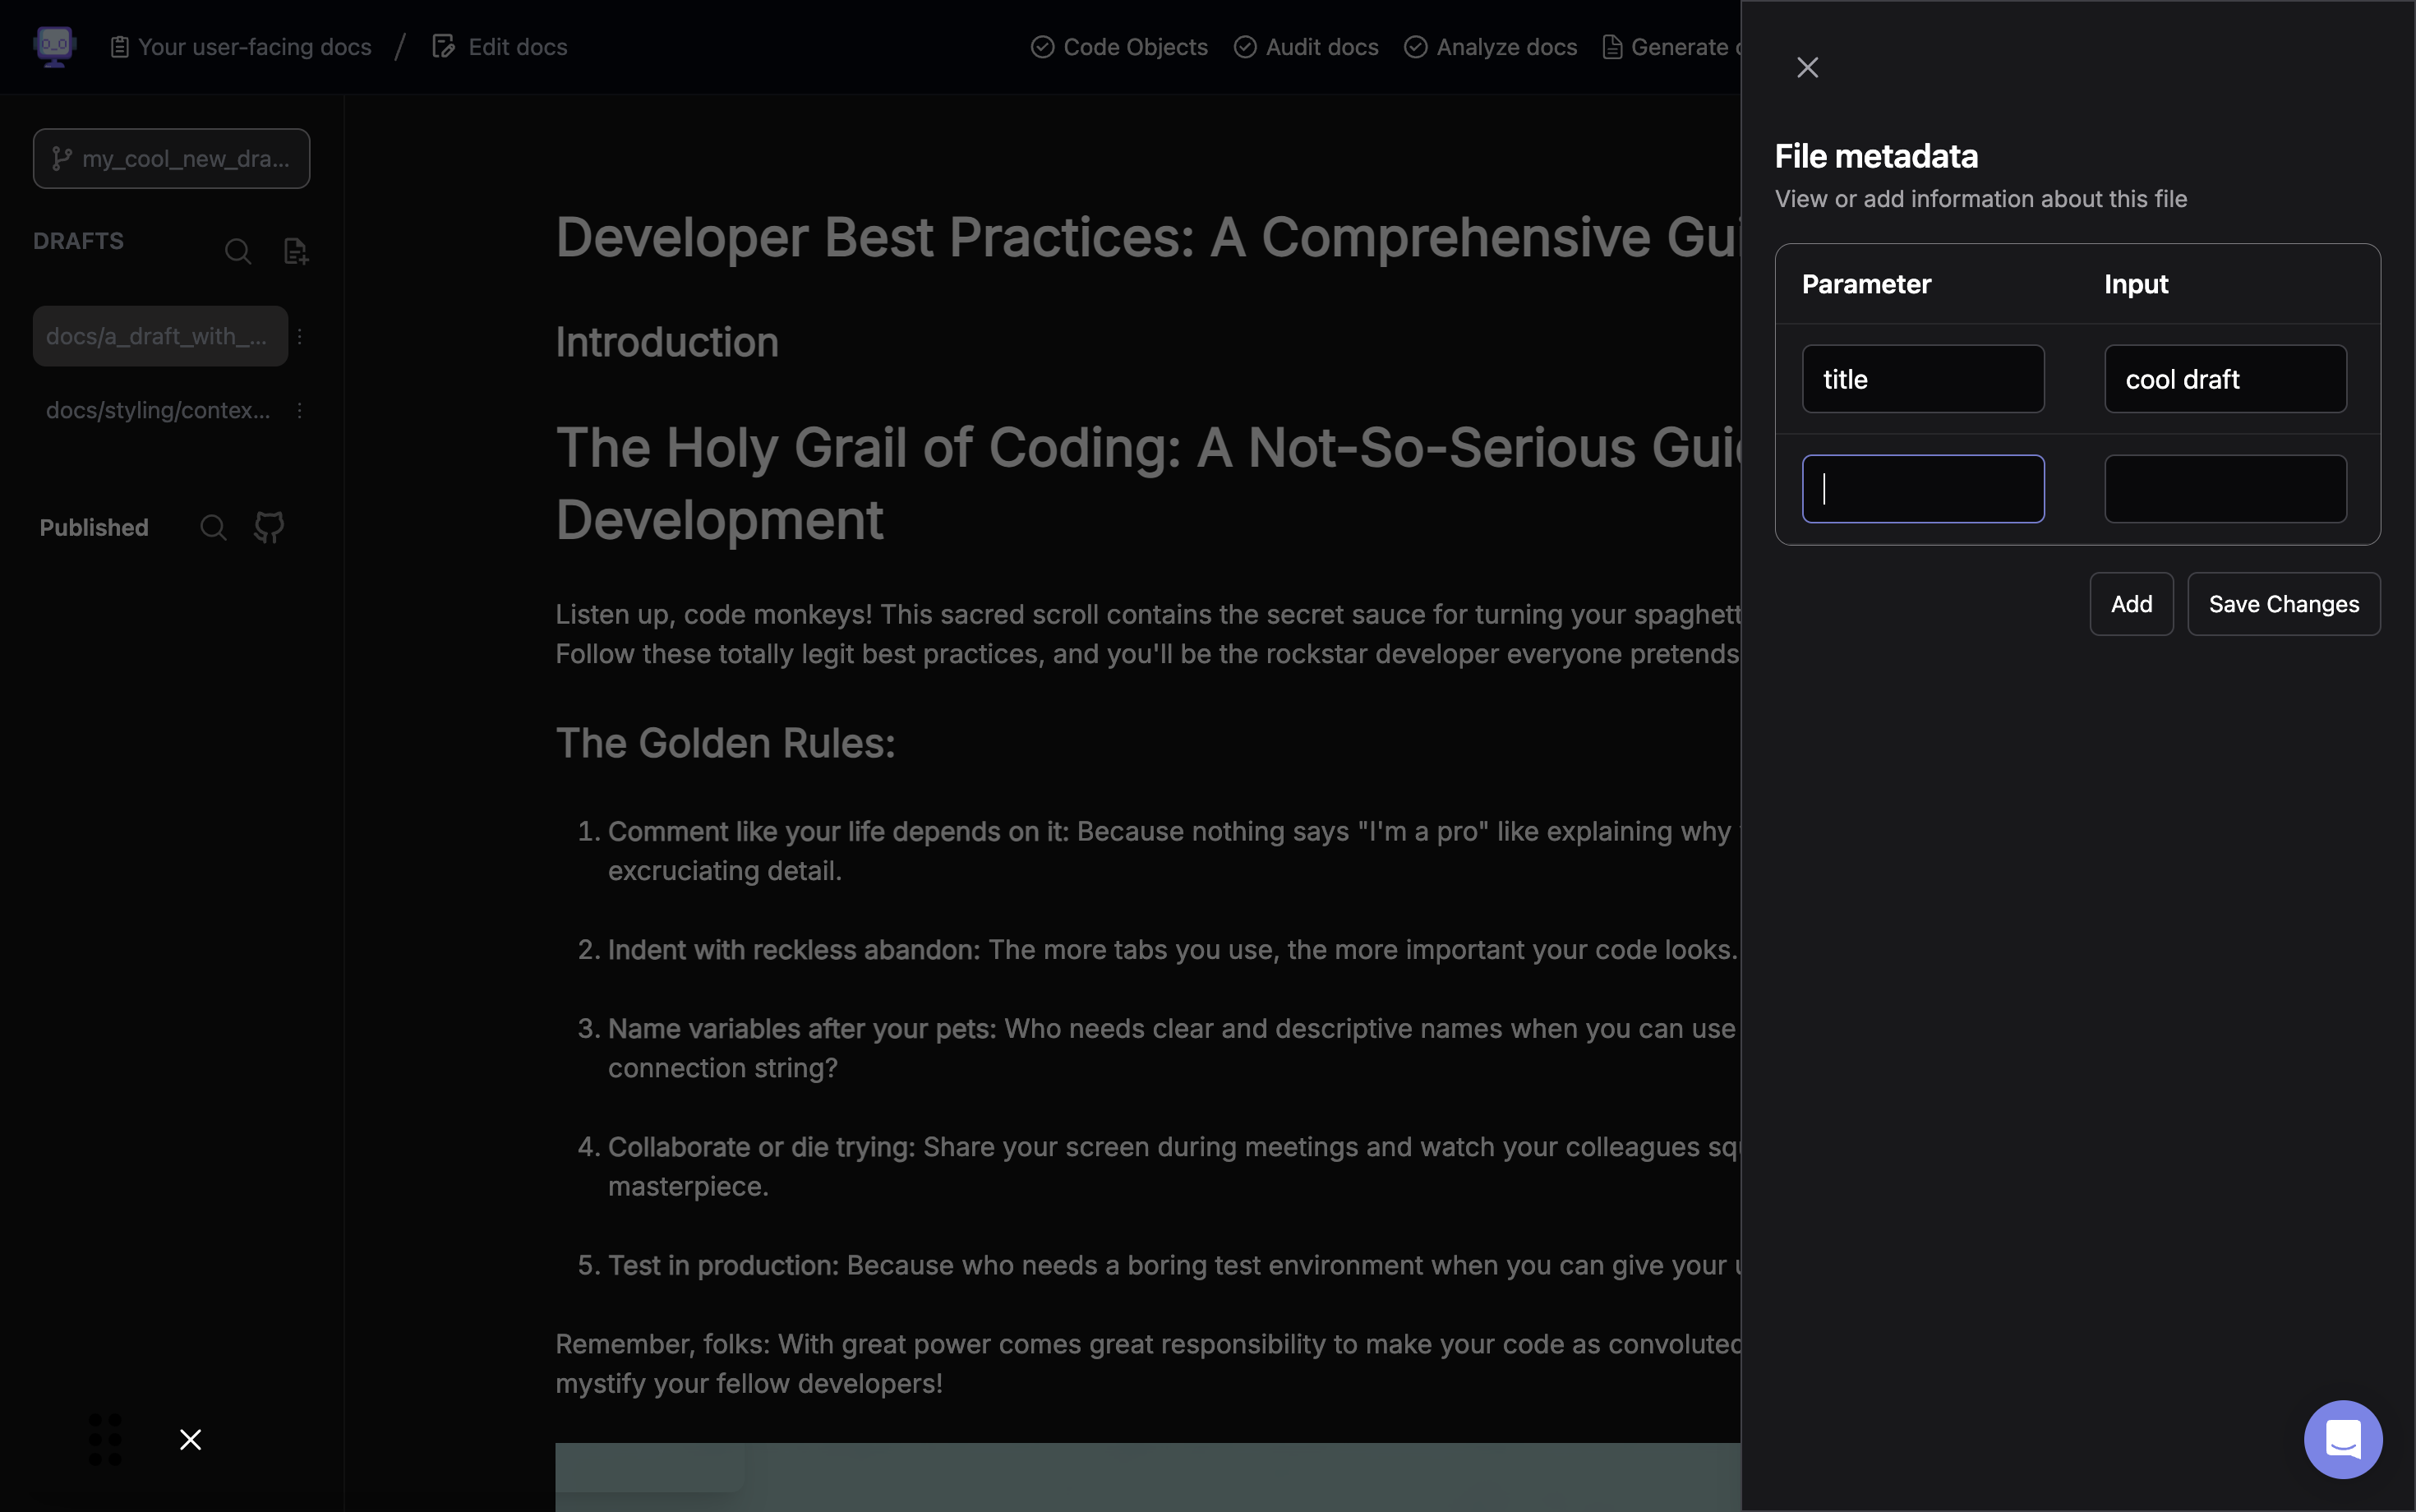 Your user-facing docs / Edit docs
Code Objects Audit docs Analyze docs Generate
my_cool_new_dra...
DRAFTS
docs/a_draft_with_...
docs/styling/contex...
Published
Developer Best Practices: A Comprehensive Gui
Introduction
The Holy Grail of Coding: A Not-So-Serious Gui
Development
Listen up, code monkeys! This sacred scroll contains the secret sauce for turning your spaghett
Follow these totally legit best practices, and you'll be the rockstar developer everyone pretends
The Golden Rules:
1. Comment like your life depends on it: Because nothing says "I'm a pro" like explaining why
excruciating detail.
2. Indent with reckless abandon: The more tabs you use, the more important your code looks.
3. Name variables after your pets: Who needs clear and descriptive names when you can use
connection string?
4. Collaborate or die trying: Share your screen during meetings and watch your colleagues squ
masterpiece.
5. Test in production: Because who needs a boring test environment when you can give your u
Remember, folks: With great power comes great responsibility to make your code as convoluted
mystify your fellow developers!
File metadata
View or add information about this file
Parameter Input
title cool draft
Add Save Changes